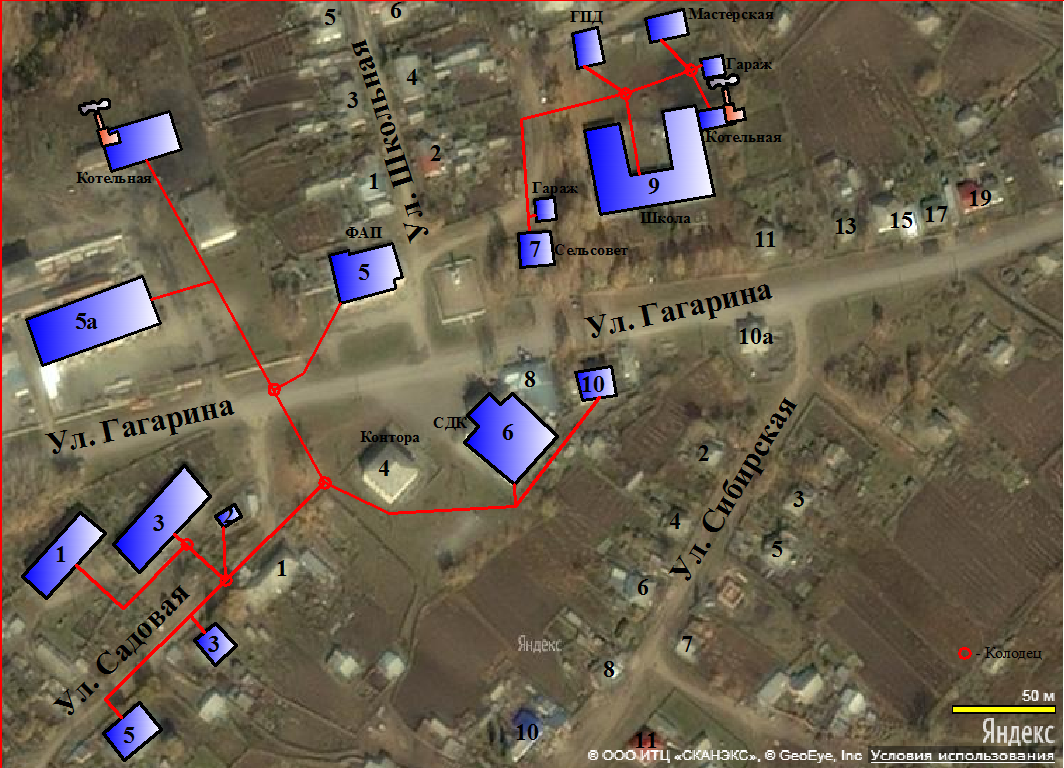 5
6
ГПД
Мастерская
Ул. Школьная
4
Гараж
3
Котельная
2
9
Котельная
1
Гараж
Школа
19
17
15
13
11
ФАП
7
Сельсовет
5
5а
Ул. Гагарина
10а
8
10
Ул. Гагарина
СДК
6
Контора
4
2
3
Ул. Сибирская
4
5
3
2
1
1
6
Ул. Садовая
3
7
8
Яндекс
- Колодец
5
10
11
50 м
Яндекс
© ООО ИТЦ «СКАНЭКС», © GeoEye, Inc Условия использования